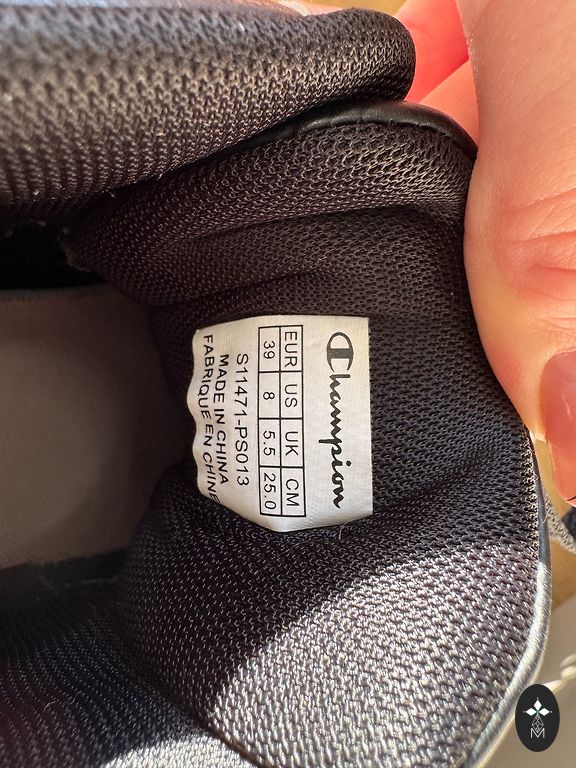 Champion
EUR US UK CM
39 8 5.5 25.0
S11471-PS013
MADE IN CHINA
FABRIQUE EN CHINE